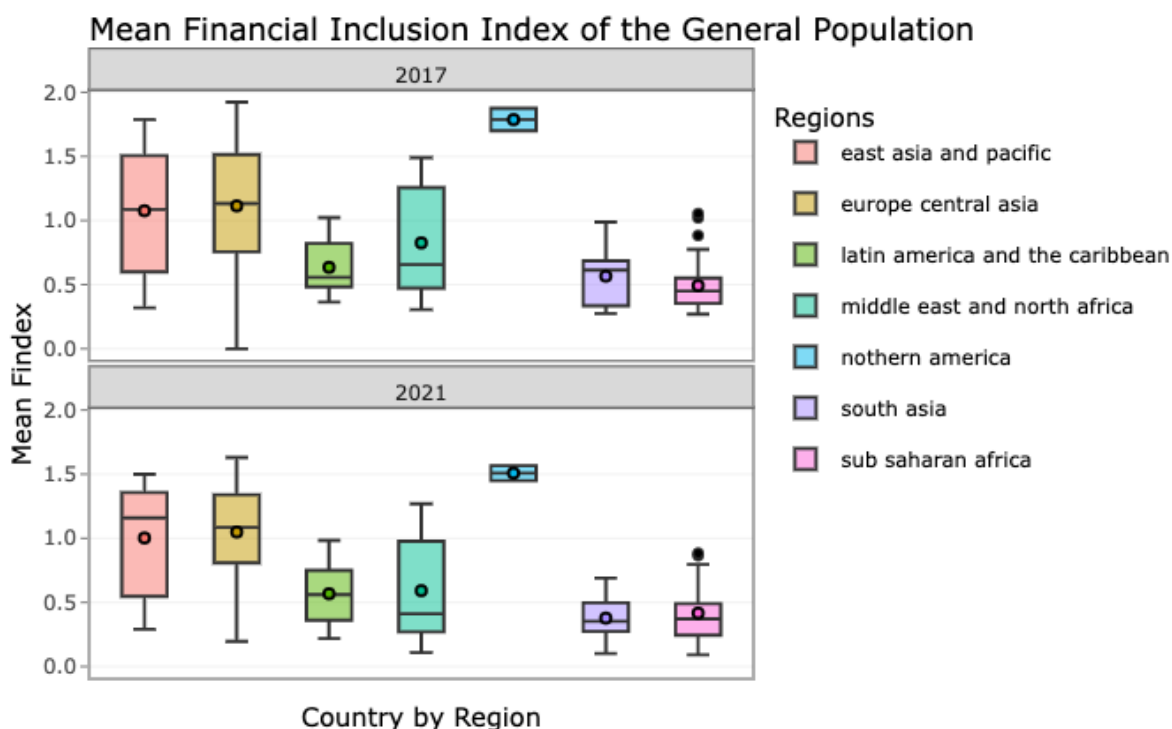 Mean Financial Inclusion Index of the General Population
2017
2.0
1.5
1.0
0.5
0.0
2021
2.0
1.5
1.0
0.5
0.0
Mean Findex
Country by Region
Regions
east asia and pacific
europe central asia
latin america and the caribbean
middle east and north africa
nothern america
south asia
sub saharan africa